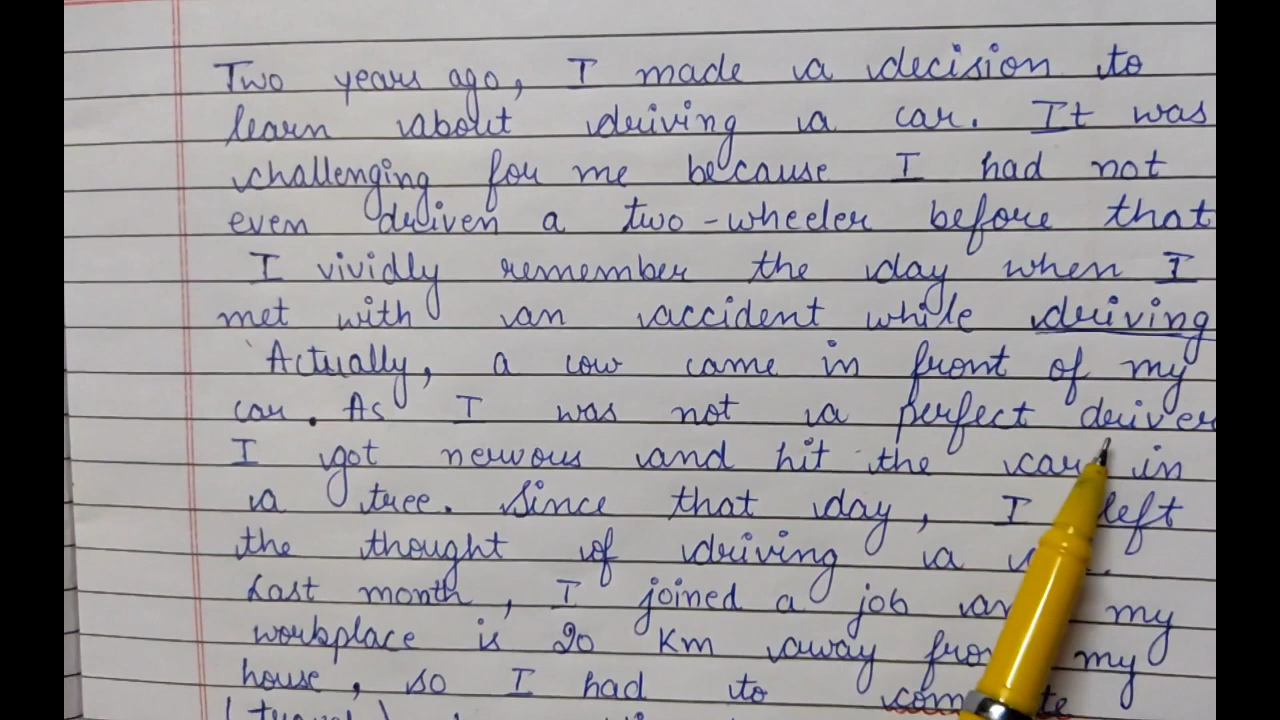 Two years ago, I made a decision to
learn about driving a car. It was
challenging for me because I had not
even driven a two-wheeler before that
I vividly remember the day when I
met with an accident while driving
Actually, a cow came in front of my
car. As I was not a perfect driver
I got nervous and hit the car in
a tree. Since that day, I left
the thought of driving a
Last month, I joined a job my
workplace is 20 Km away my
house, so I had to
(travel)